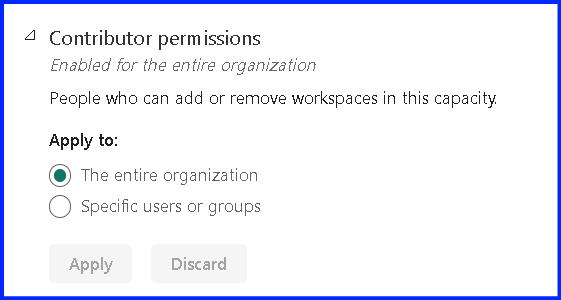 Contributor permissions
Enabled for the entire organization
People who can add or remove workspaces in this capacity.
Apply to:
The entire organization
Specific users or groups
Apply Discard